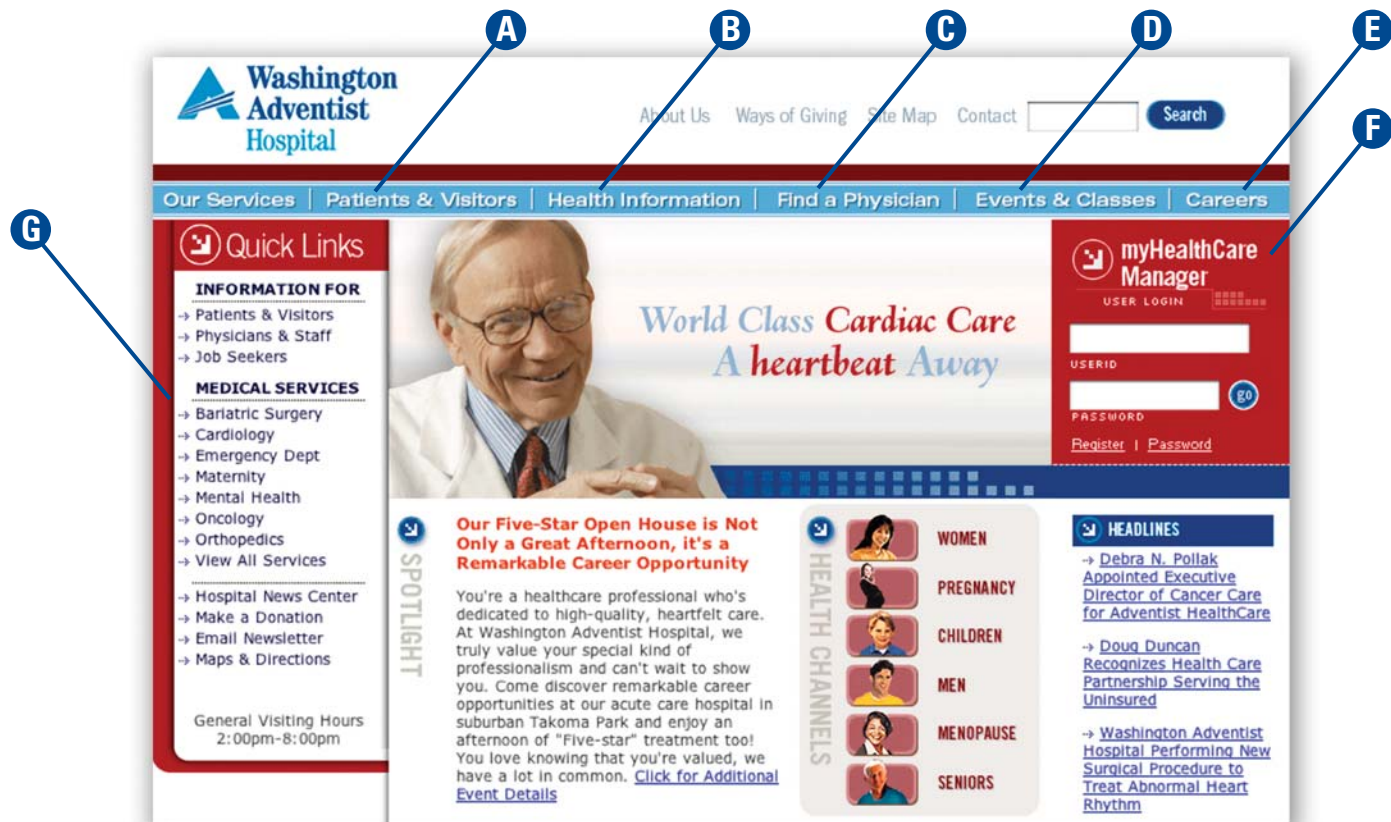 A B C D E
F
G
Washington
Adventist
Hospital
About Us Ways of Giving Site Map Contact Search
Our Services | Patients & Visitors | Health Information | Find a Physician | Events & Classes | Careers
Quick Links
INFORMATION FOR
Patients & Visitors
Physicians & Staff
Job Seekers
MEDICAL SERVICES
Bariatric Surgery
Cardiology
Emergency Dept
Maternity
Mental Health
Oncology
Orthopedics
View All Services
Hospital News Center
Make a Donation
Email Newsletter
Maps & Directions
General Visiting Hours
2:00pm-8:00pm
World Class Cardiac Care
A heartbeat Away
myHealthCare
Manager
USER LOGIN
USERID
go
PASSWORD
Register | Password
SPOTLIGHT
Our Five-Star Open House is Not
Only a Great Afternoon, it's a
Remarkable Career Opportunity
You're a healthcare professional who's
dedicated to high-quality, heartfelt care.
At Washington Adventist Hospital, we
truly value your special kind of
professionalism and can't wait to show
you. Come discover remarkable career
opportunities at our acute care hospital in
suburban Takoma Park and enjoy an
afternoon of "Five-star" treatment too!
You love knowing that you're valued, we
have a lot in common. Click for Additional
Event Details
HEALTH CHANNELS
WOMEN
PREGNANCY
CHILDREN
MEN
MENOPAUSE
SENIORS
HEADLINES
Debra N. Pollak
Appointed Executive
Director of Cancer Care
for Adventist HealthCare
Doug Duncan
Recognizes Health Care
Partnership Serving the
Uninsured
Washington Adventist
Hospital Performing New
Surgical Procedure to
Treat Abnormal Heart
Rhythm